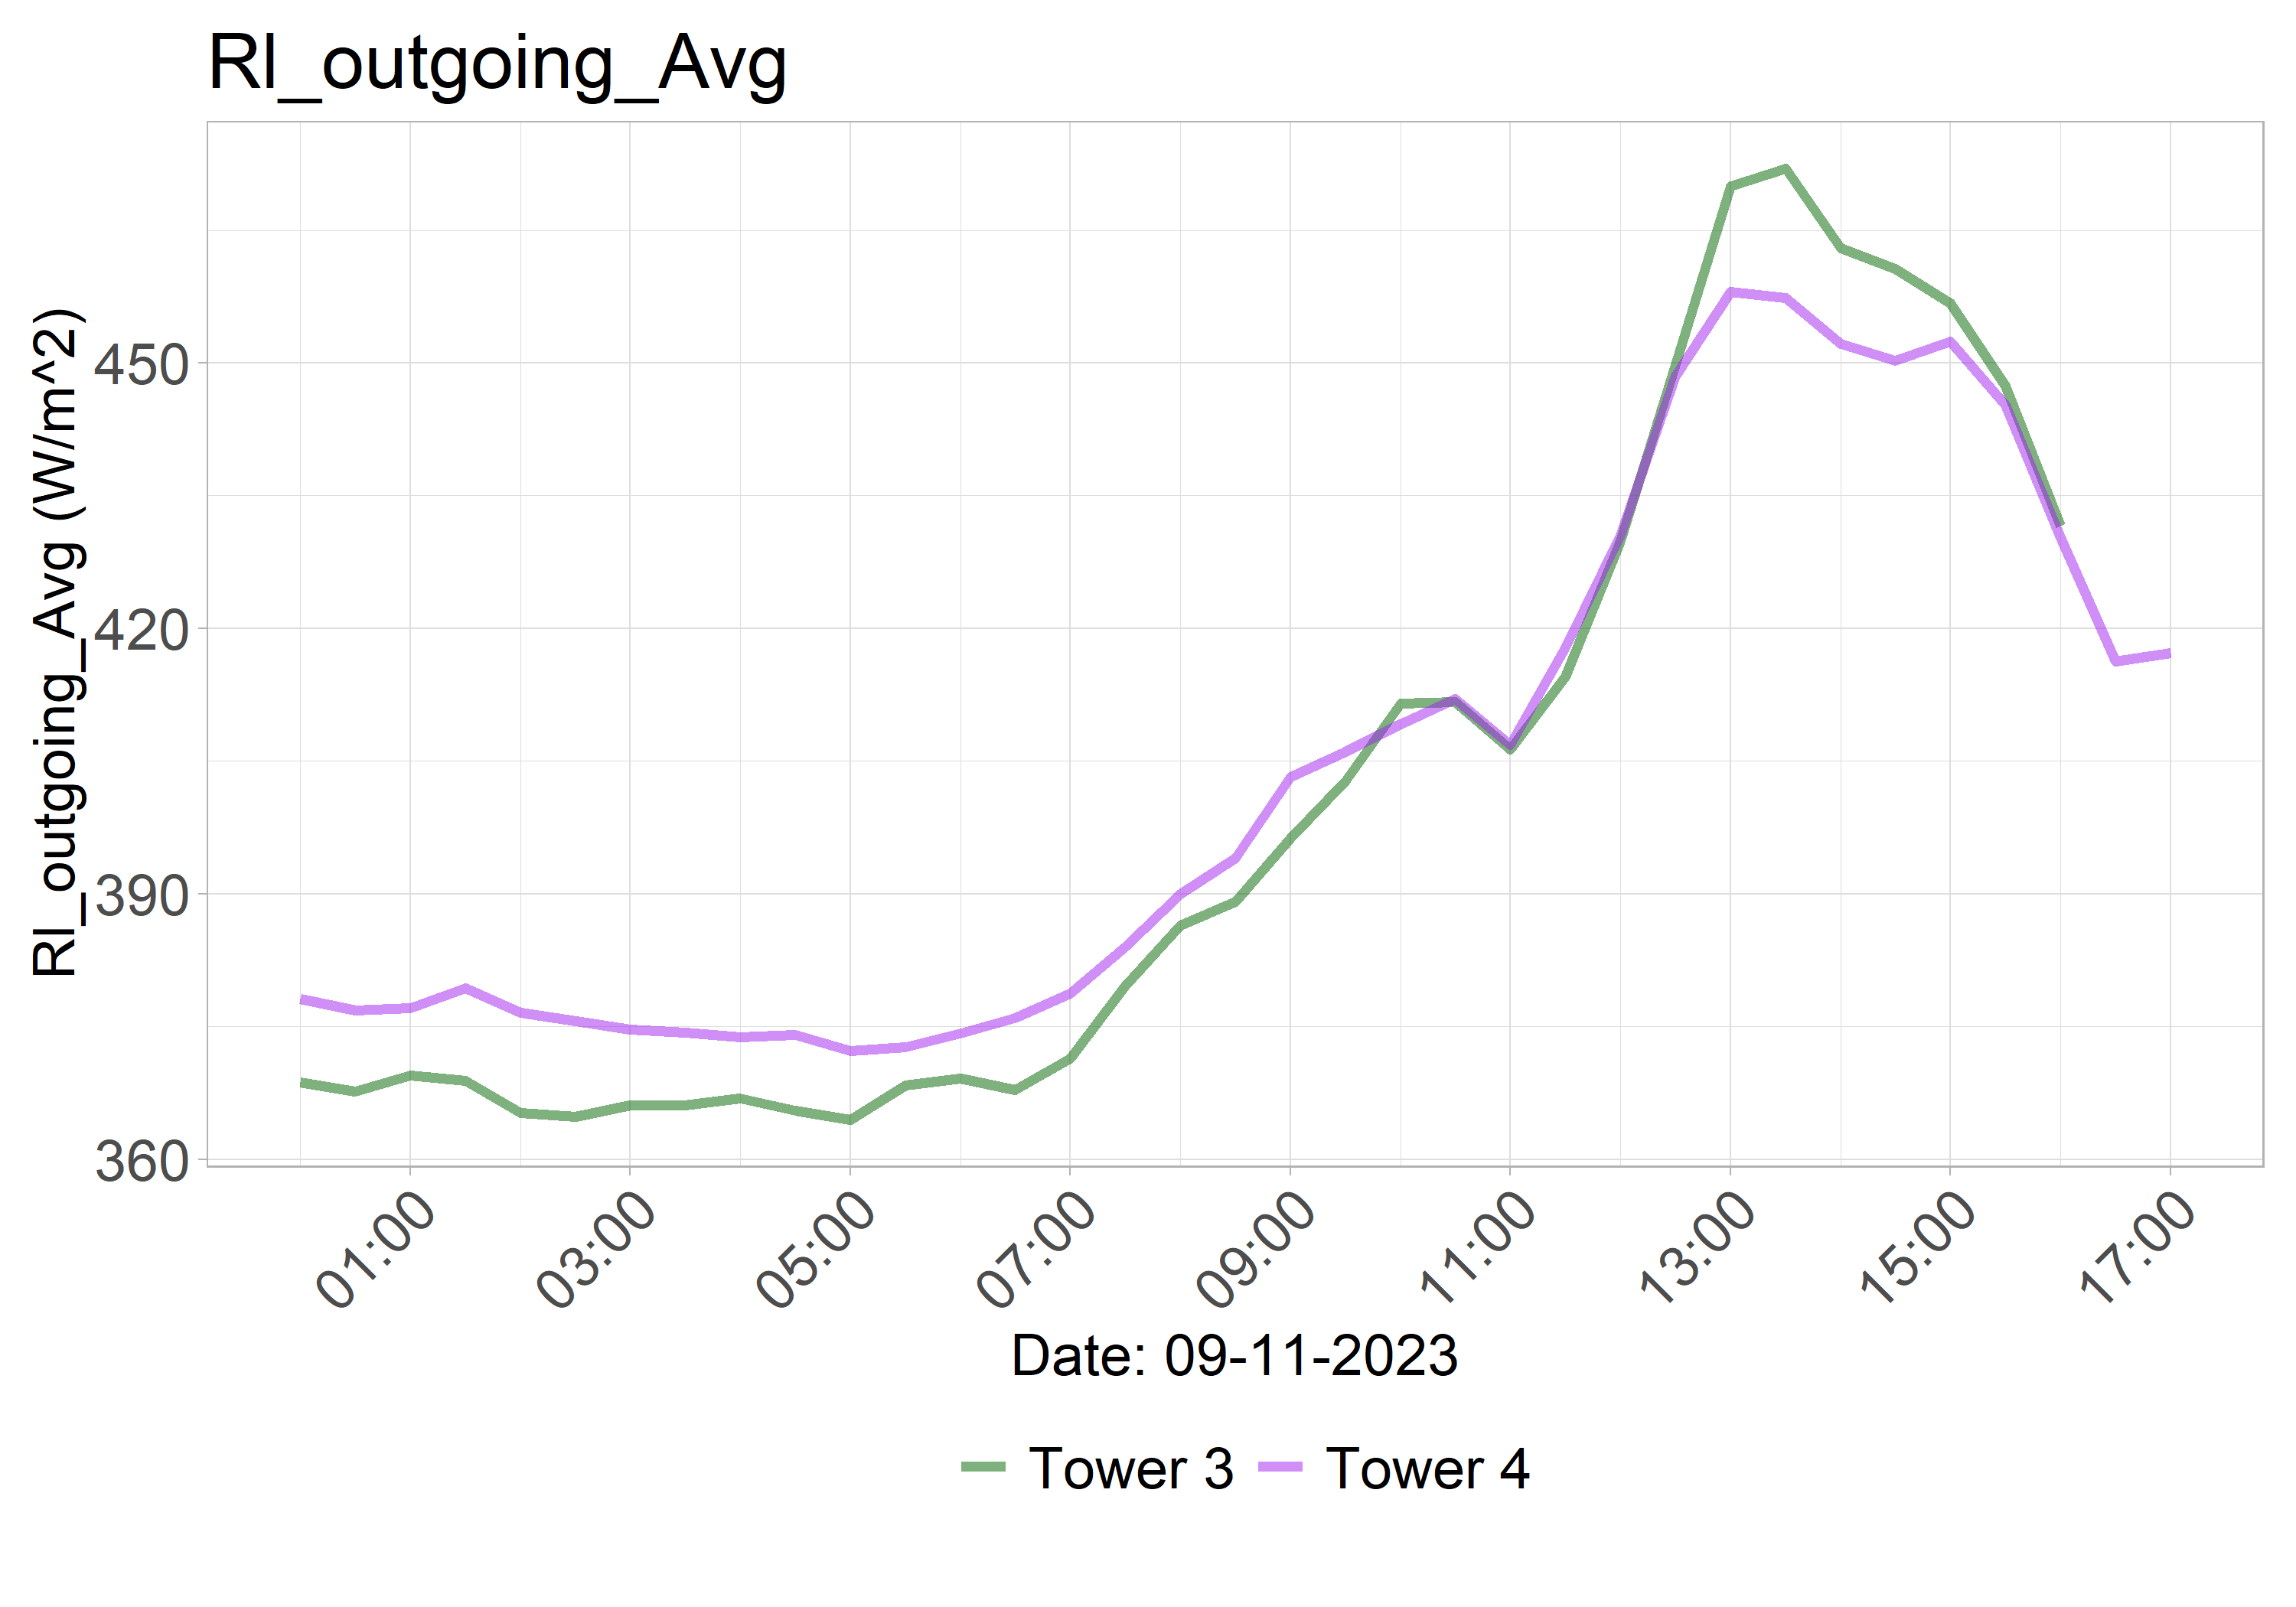 Rl_outgoing_Avg
Rl_outgoing_Avg (W/m^2)
450
420
390
360
01:00 03:00 05:00 07:00 09:00 11:00 13:00 15:00 17:00
Date: 09-11-2023
Tower 3 Tower 4